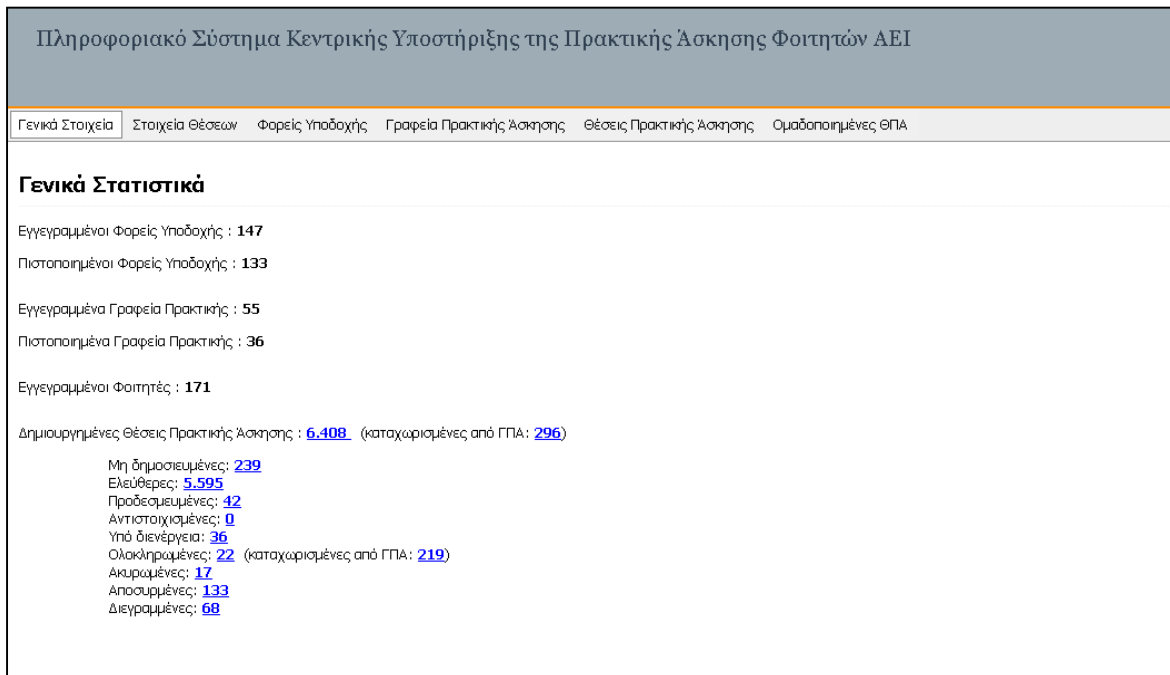 Πληροφοριακό Σύστημα Κεντρικής Υποστήριξης της Πρακτικής Άσκησης Φοιτητών ΑΕΙ
Γενικά Στοιχεία Στοιχεία Θέσεων Φορείς Υποδοχής Γραφεία Πρακτικής Άσκησης Θέσεις Πρακτικής Άσκησης Ομαδοποιημένες ΘΠΑ
Γενικά Στατιστικά
Εγγεγραμμένοι Φορείς Υποδοχής : 147
Πιστοποιημένοι Φορείς Υποδοχής : 133
Εγγεγραμμένα Γραφεία Πρακτικής : 55
Πιστοποιημένα Γραφεία Πρακτικής : 36
Εγγεγραμμένοι Φοιτητές : 171
Δημιουργημένες Θέσεις Πρακτικής Άσκησης : 6.408 (καταχωρισμένες από ΓΠΑ: 296)
Μη δημοσιευμένες: 239
Ελεύθερες: 5.595
Προδεσμευμένες: 42
Αντιστοιχισμένες: 0
Υπό διενέργεια: 36
Ολοκληρωμένες: 22 (καταχωρισμένες από ΓΠΑ: 219)
Ακυρωμένες: 17
Αποσυρμένες: 133
Διεγραμμένες: 68